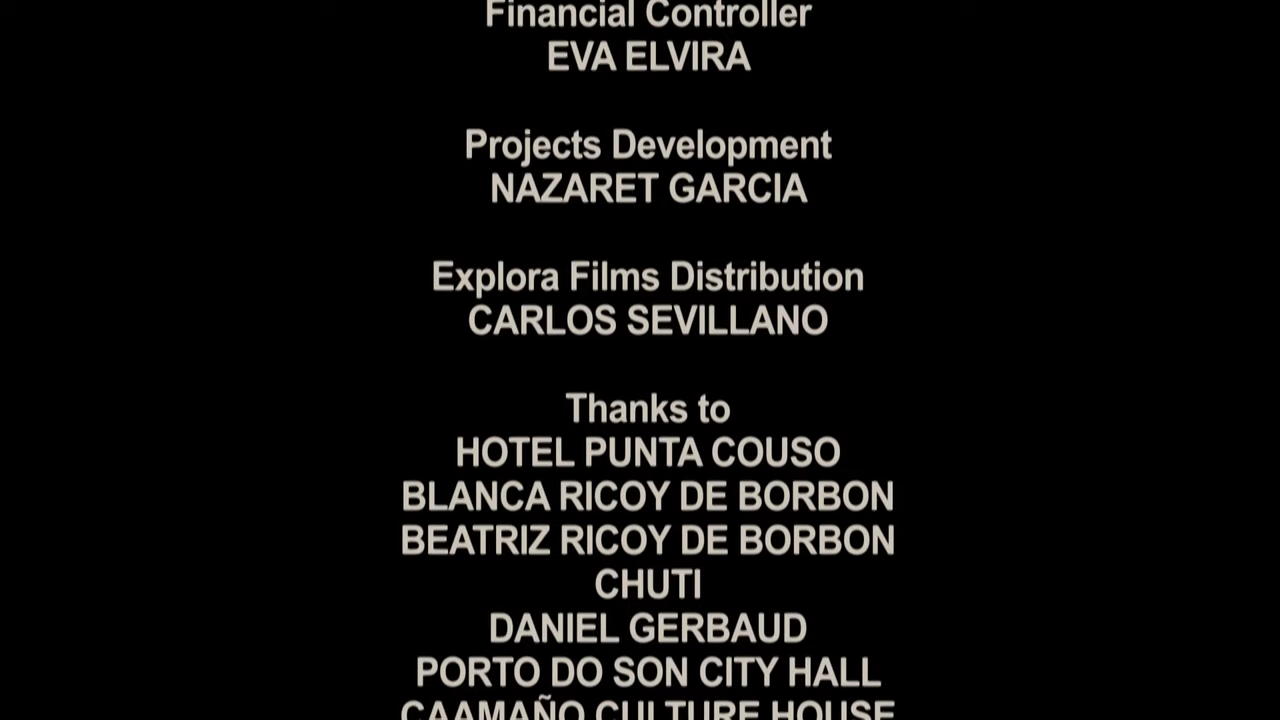 Financial Controller
EVA ELVIRA
Projects Development
NAZARET GARCIA
Explora Films Distribution
CARLOS SEVILLANO
Thanks to
HOTEL PUNTA COUSO
BLANCA RICOY DE BORBON
BEATRIZ RICOY DE BORBON
CHUTI
DANIEL GERBAUD
PORTO DO SON CITY HALL
CAAMAÑO CULTURE HOUSE